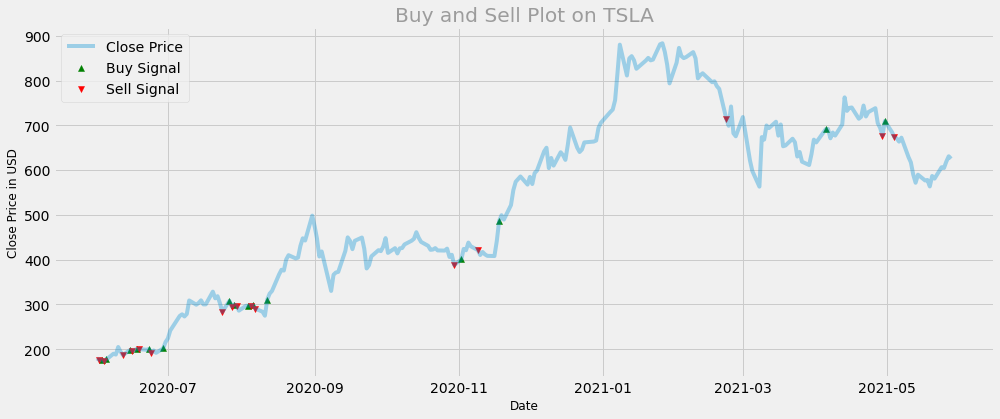 Buy and Sell Plot on TSLA
Close Price
Buy Signal
Sell Signal
Close Price in USD
900
800
700
600
500
400
300
200
2020-07
2020-09
2020-11
2021-01
2021-03
2021-05
Date